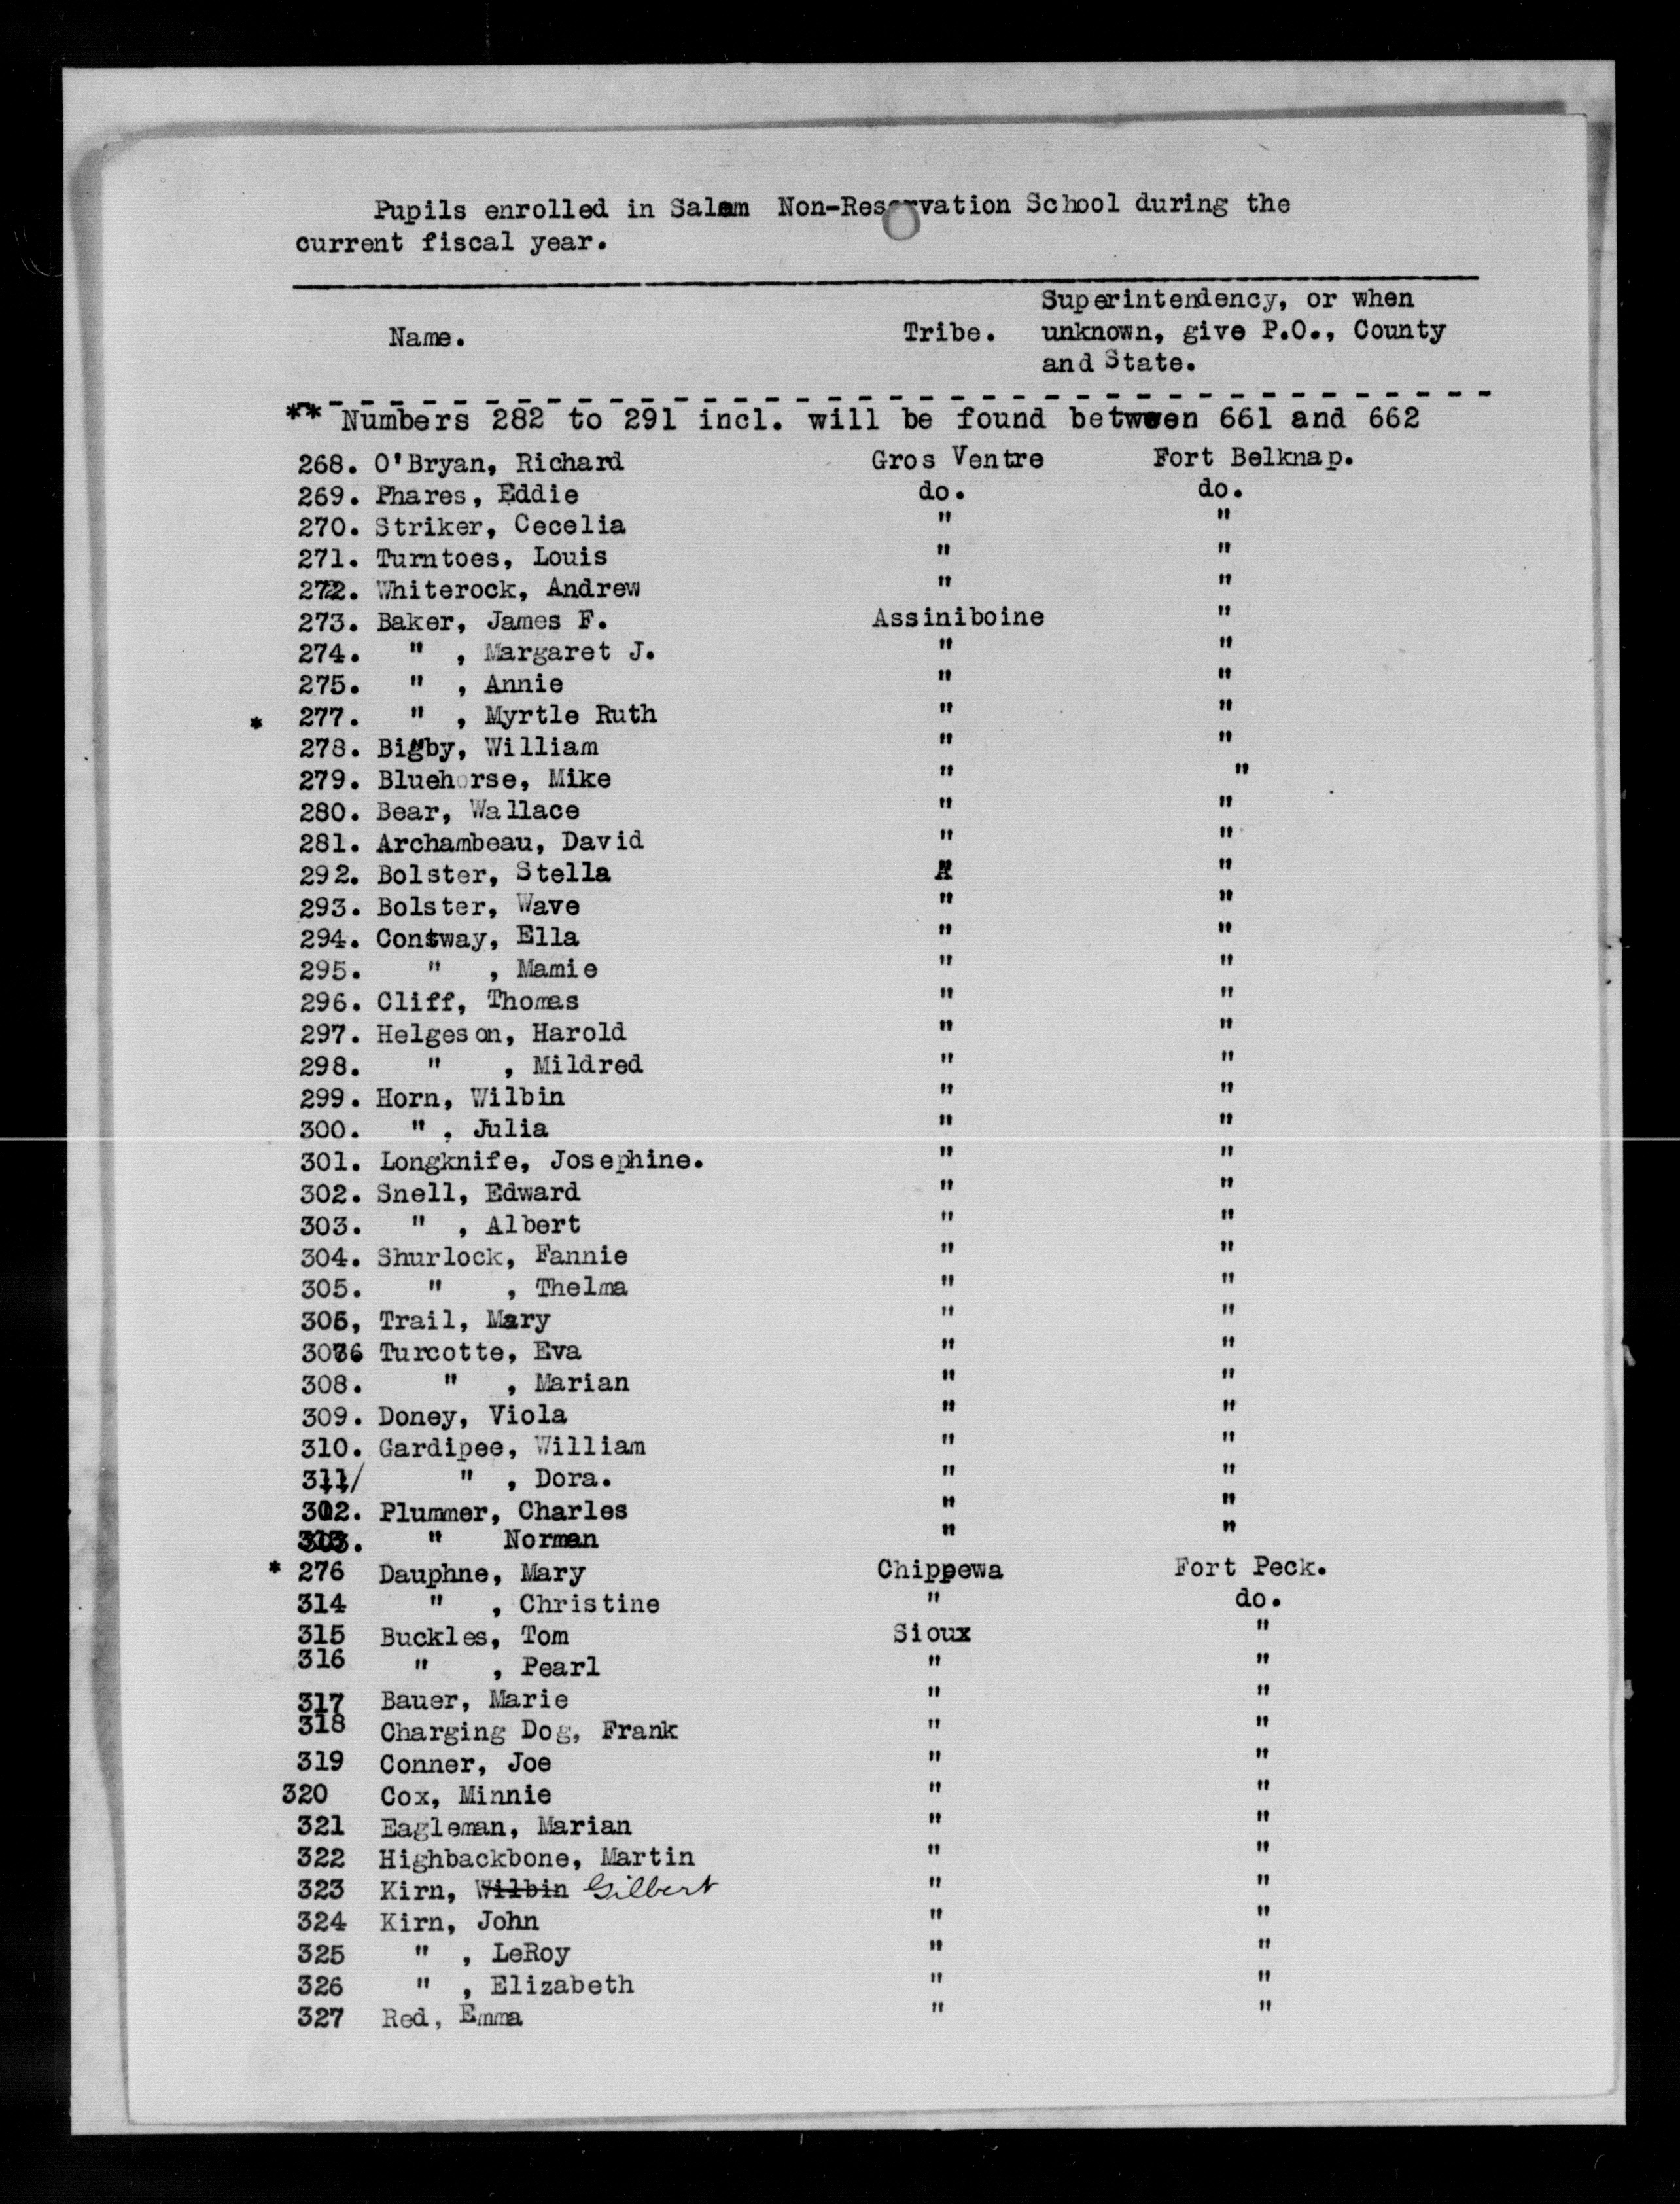 Pupils enrolled in Salem Non-Reservation School during the
current fiscal year.
Name. Tribe. Superintendency, or when unknown, give P.O., County and State.
** Numbers 282 to 291 incl. will be found between 661 and 662
268. O'Bryan, Richard Gros Ventre Fort Belknap.
269. Phares, Eddie do. do.
270. Striker, Cecelia " "
271. Turntoes, Louis " "
272. Whiterock, Andrew " "
273. Baker, James F. Assiniboine "
274. " , Margaret J. " "
275. " , Annie " "
* 277. " , Myrtle Ruth " "
278. Bigby, William " "
279. Bluehorse, Mike " "
280. Bear, Wallace " "
281. Archambeau, David " "
292. Bolster, Stella " "
293. Bolster, Wave " "
294. Contway, Ella " "
295. " , Mamie " "
296. Cliff, Thomas " "
297. Helgeson, Harold " "
298. " , Mildred " "
299. Horn, Wilbin " "
300. " , Julia " "
301. Longknife, Josephine. " "
302. Snell, Edward " "
303. " , Albert " "
304. Shurlock, Fannie " "
305. " , Thelma " "
306, Trail, Mary " "
307 Turcotte, Eva " "
308. " , Marian " "
309. Doney, Viola " "
310. Gardipee, William " "
311/ " , Dora. " "
312. Plummer, Charles " "
313. " Norman " "
* 276 Dauphne, Mary Chippewa Fort Peck.
314 " , Christine " do.
315 Buckles, Tom Sioux "
316 " , Pearl " "
317 Bauer, Marie " "
318 Charging Dog, Frank " "
319 Conner, Joe " "
320 Cox, Minnie " "
321 Eagleman, Marian " "
322 Highbackbone, Martin " "
323 Kirn, Wilbin Gilbert " "
324 Kirn, John " "
325 " , LeRoy " "
326 " , Elizabeth " "
327 Red, Emma " "